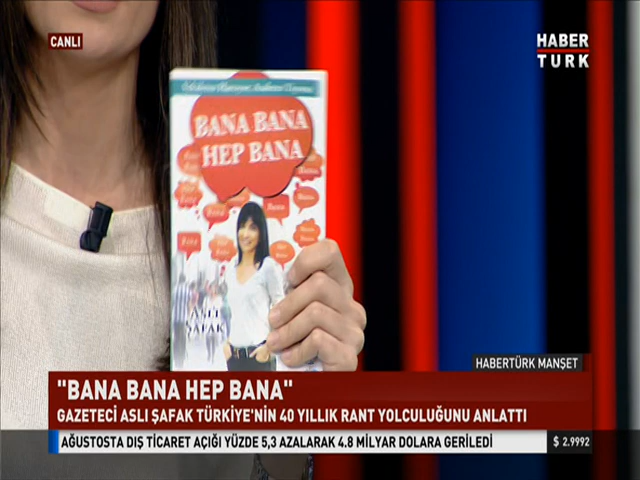 CANLI
HABER
TURK
BANA BANA
HEP BANA
ASLI
ŞAFAK
HABERTÜRK MANŞET
"BANA BANA HEP BANA"
GAZETECİ ASLI ŞAFAK TÜRKİYE'NİN 40 YILLIK RANT YOLCULUĞUNU ANLATTI
AĞUSTOSTA DIŞ TİCARET AÇIĞI YÜZDE 5,3 AZALARAK 4.8 MİLYAR DOLARA GERİLEDİ
$ 2.9992